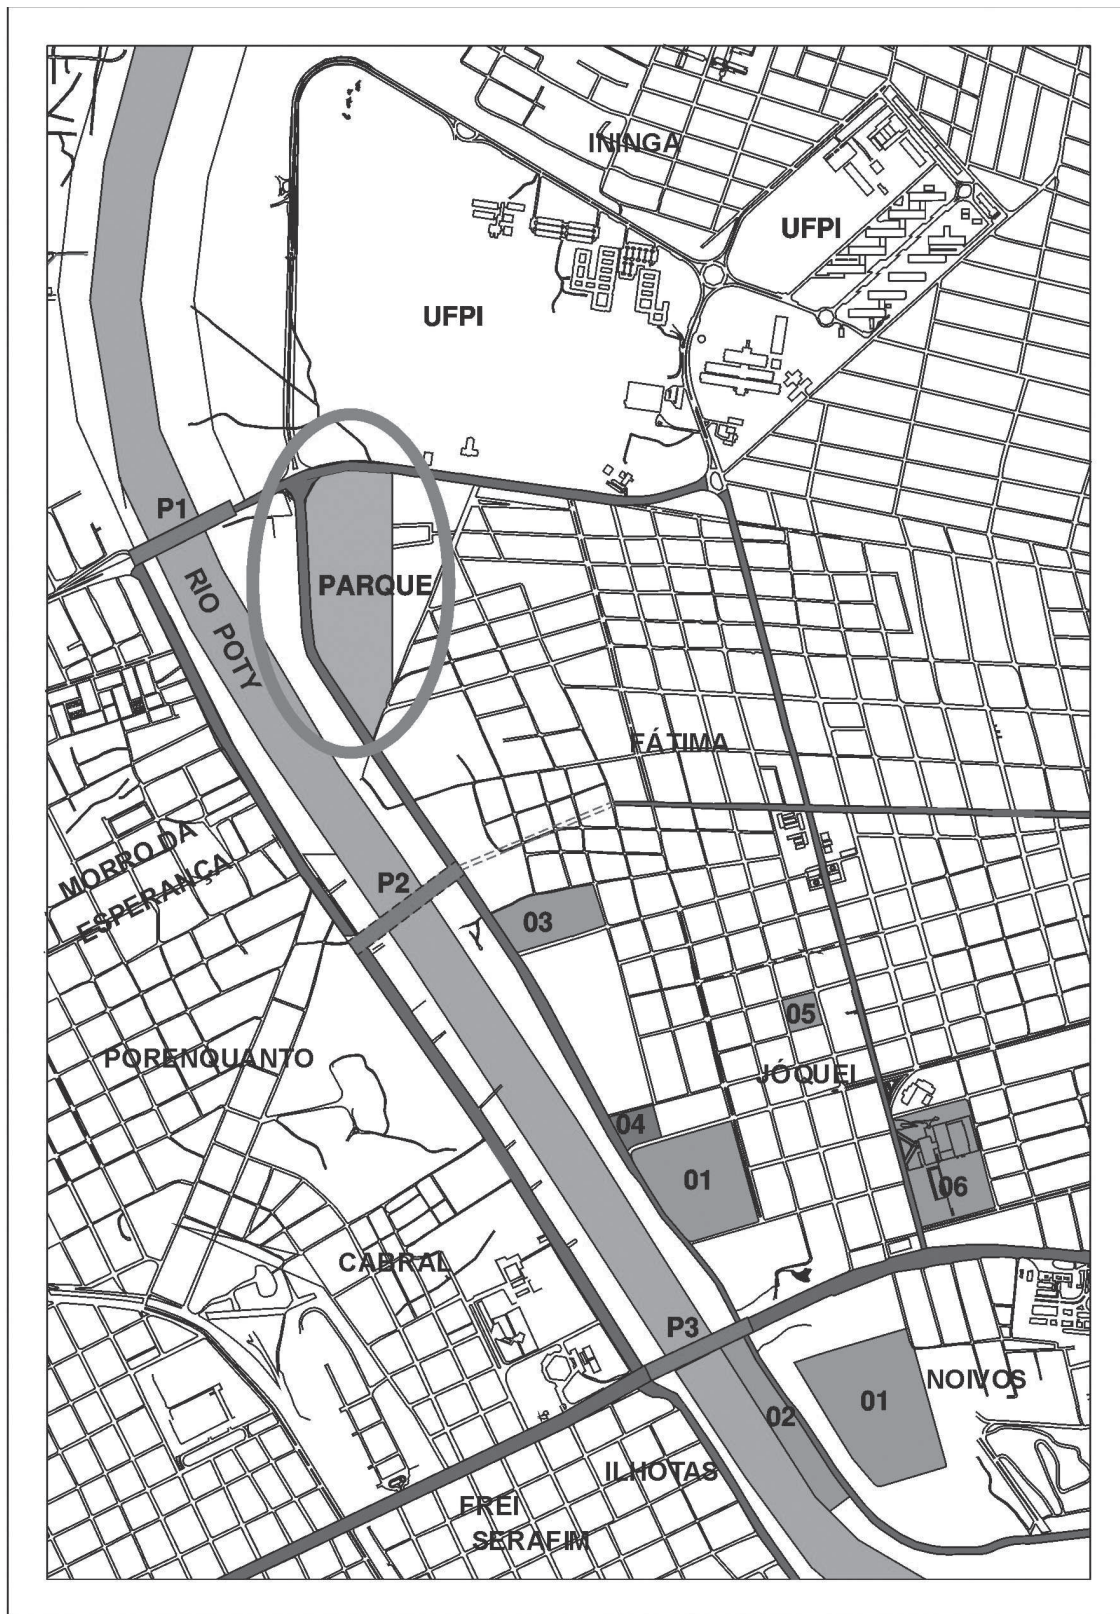 ININGA
UFPI
UFPI
P1
PARQUE
RIO POTY
FÁTIMA
MORRO DA
ESPERANÇA
P2
03
05
PORENQUANTO
JÓQUEI
04
01
06
CABRAL
P3
NOIVOS
01
02
ILHOTAS
FREI
SERAFIM